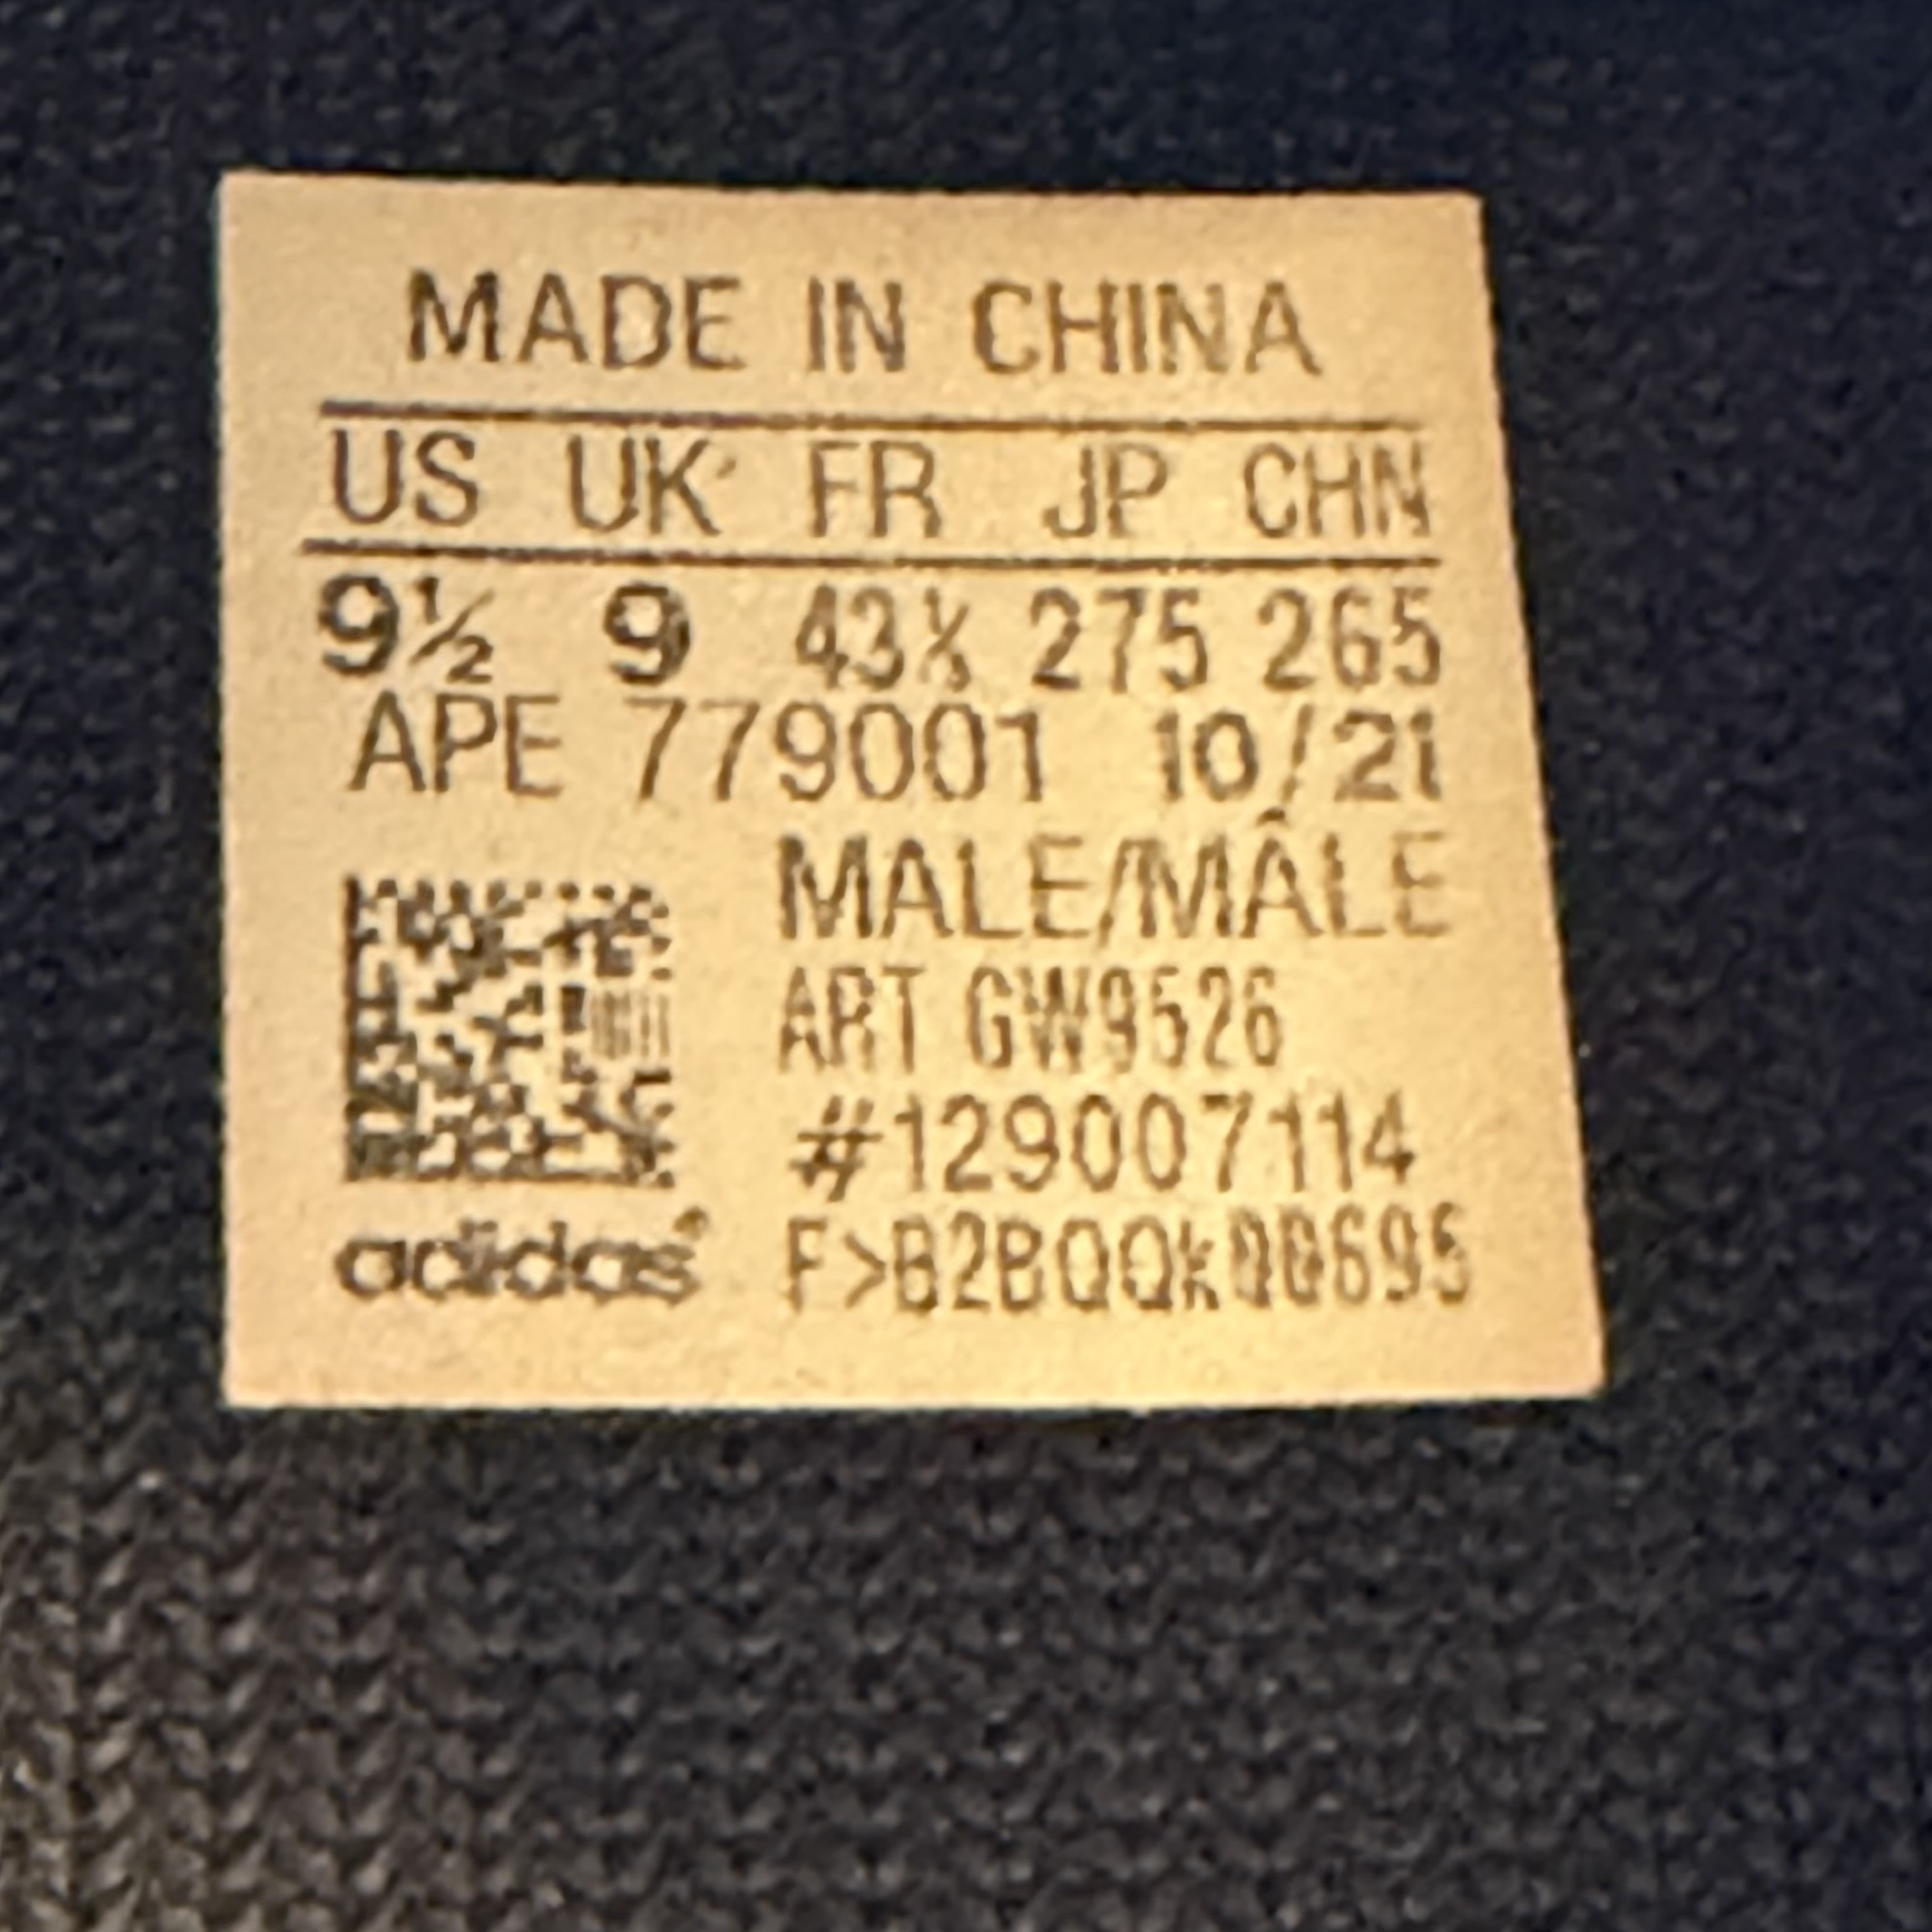 MADE IN CHINA
US UK FR JP CHN
9½ 9 43⅓ 275 265
APE 779001 10/21
MALE/MÂLE
ART GW9526
#129007114
adidas®